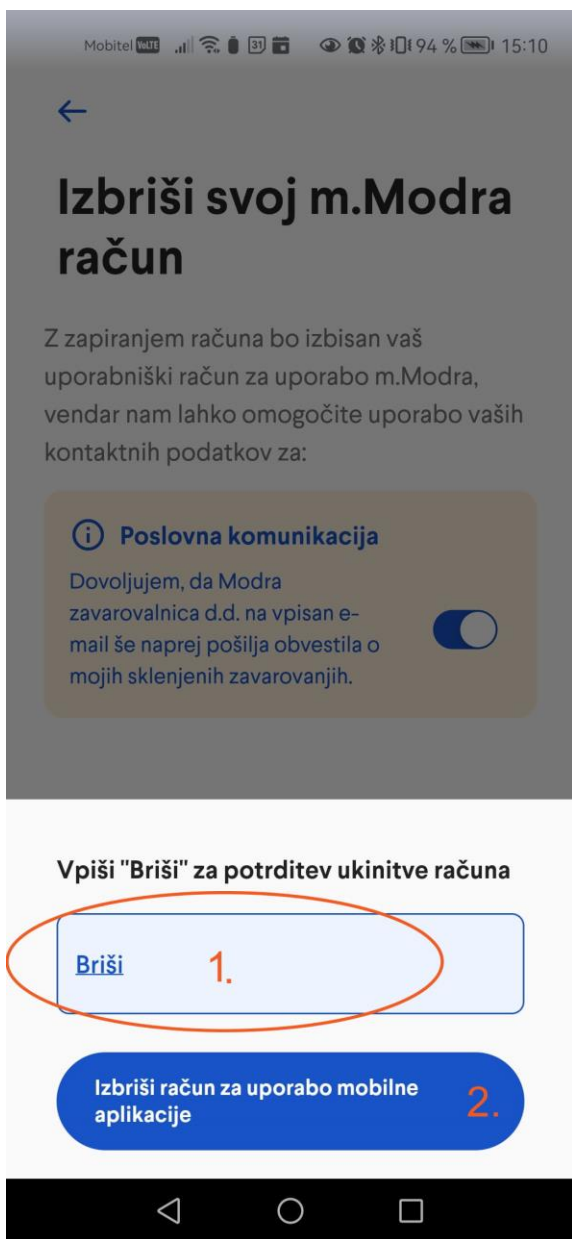 Mobitel VoLTE 31 94 % 15:10
Izbriši svoj m.Modra
račun
Z zapiranjem računa bo izbisan vaš
uporabniški račun za uporabo m.Modra,
vendar nam lahko omogočite uporabo vaših
kontaktnih podatkov za:
Poslovna komunikacija
Dovoljujem, da Modra
zavarovalnica d.d. na vpisan e-
mail še naprej pošilja obvestila o
mojih sklenjenih zavarovanjih.
Vpiši "Briši" za potrditev ukinitve računa
Briši 1.
Izbriši račun za uporabo mobilne
aplikacije 2.